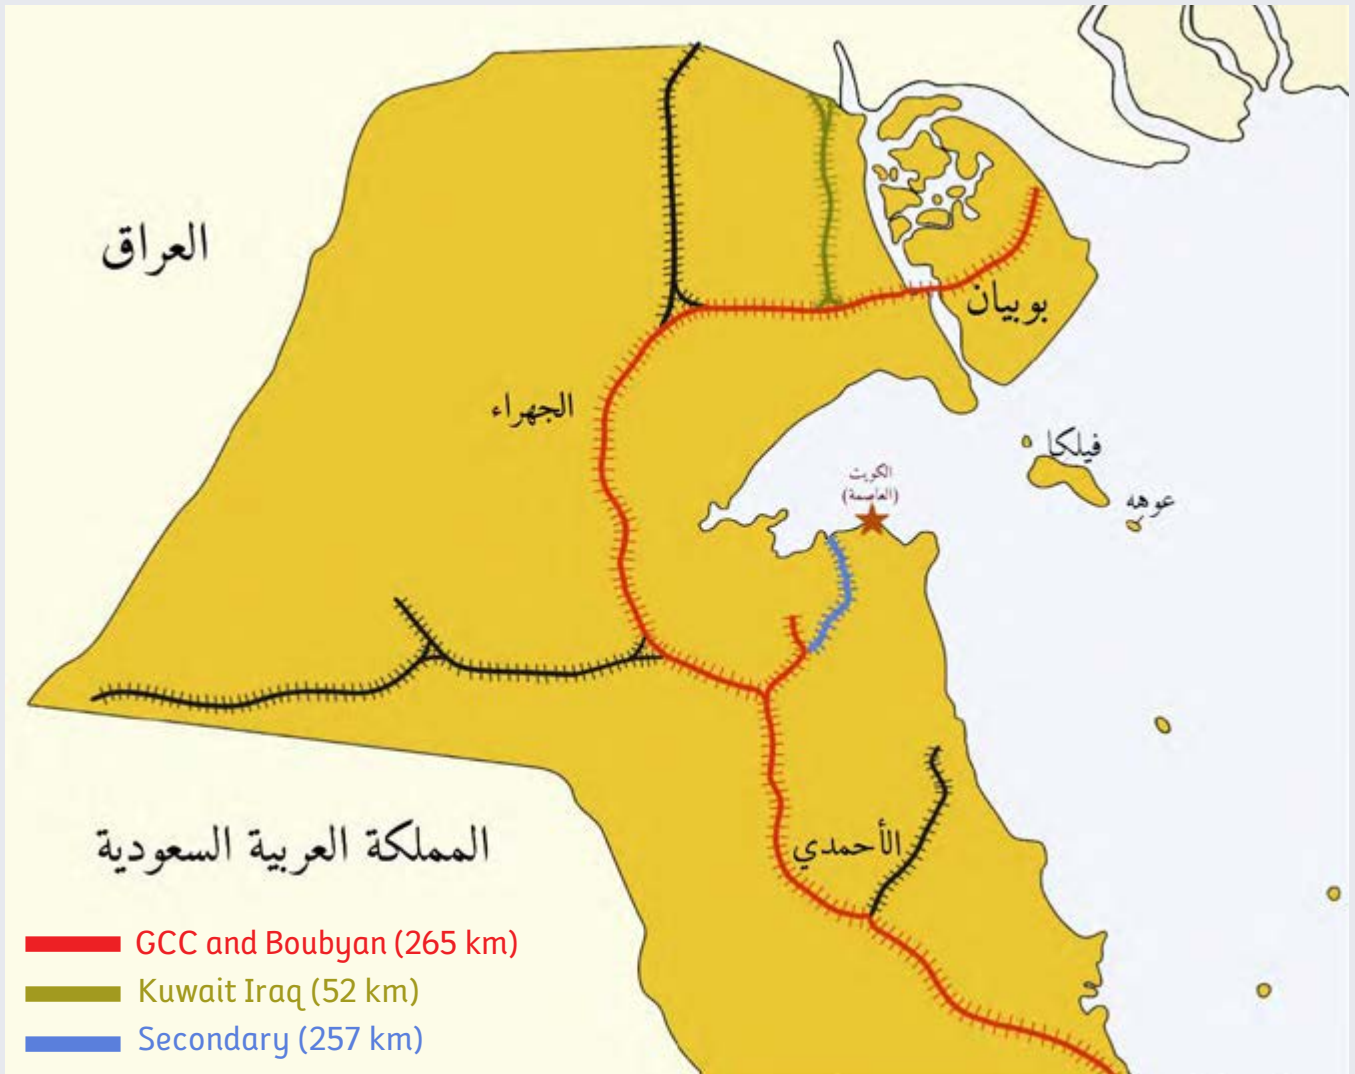 العراق
بوبيان
الجهراء
فيلكا
الكويت
(العاصمة)
عوهه
الأحمدي
المملكة العربية السعودية
GCC and Boubyan (265 km)
Kuwait Iraq (52 km)
Secondary (257 km)